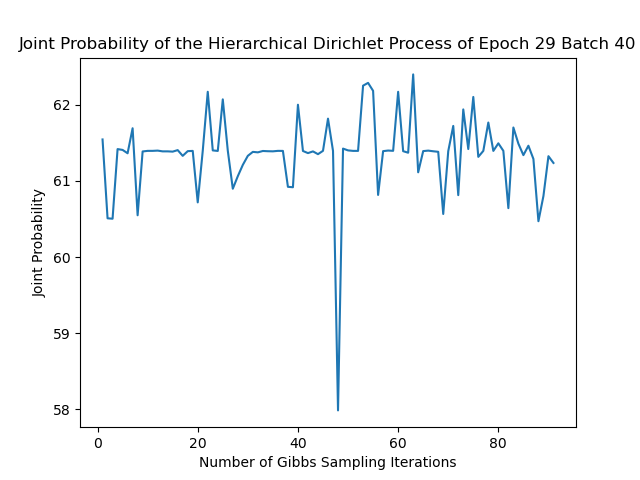 Joint Probability of the Hierarchical Dirichlet Process of Epoch 29 Batch 40
62
61
60
59
58
Joint Probability
0 20 40 60 80
Number of Gibbs Sampling Iterations